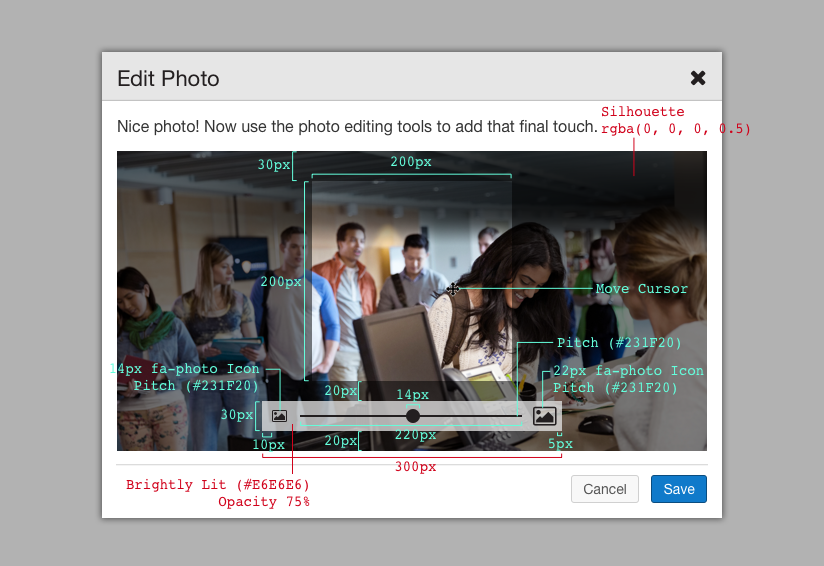 Edit Photo
Silhouette
Nice photo! Now use the photo editing tools to add that final touch.
rgba(0, 0, 0, 0.5)
30px
200px
200px
Move Cursor
Pitch (#231F20)
14px fa-photo Icon
Pitch (#231F20)
22px fa-photo Icon
Pitch (#231F20)
20px
14px
30px
10px
20px
220px
5px
300px
Brightly Lit (#E6E6E6)
Opacity 75%
Cancel
Save